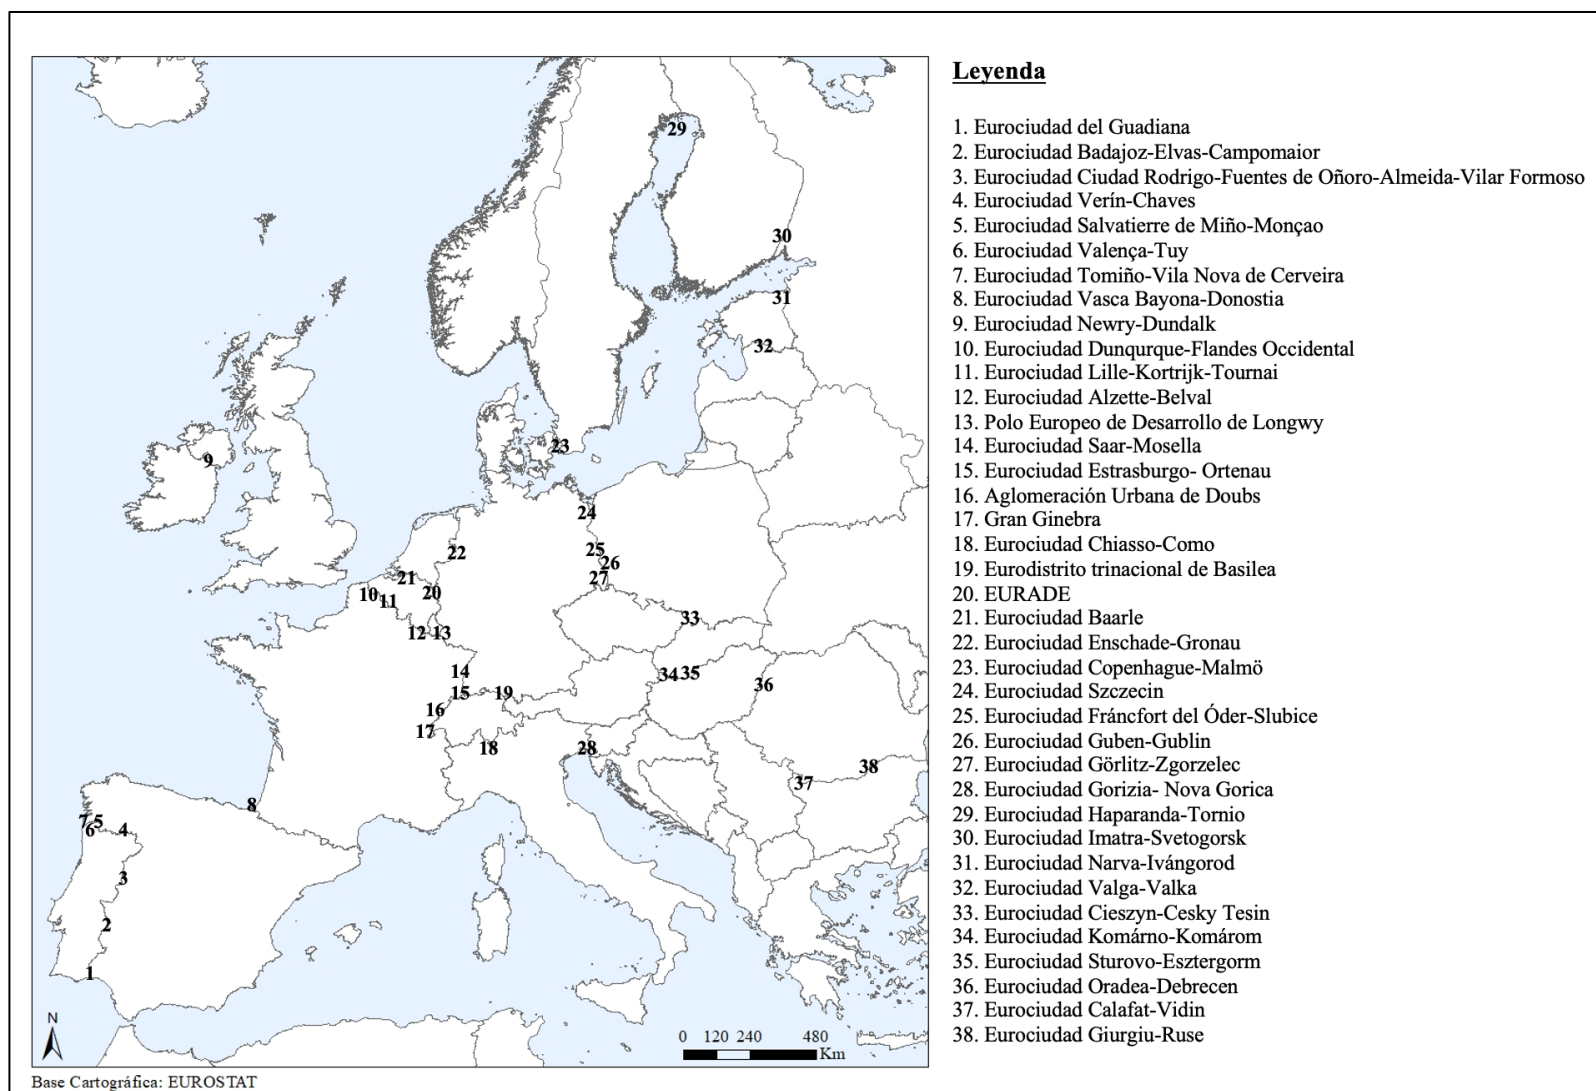 Leyenda
1. Eurociudad del Guadiana
2. Eurociudad Badajoz-Elvas-Campomaior
3. Eurociudad Ciudad Rodrigo-Fuentes de Oñoro-Almeida-Vilar Formoso
4. Eurociudad Verín-Chaves
5. Eurociudad Salvatierre de Miño-Monçao
6. Eurociudad Valença-Tuy
7. Eurociudad Tomiño-Vila Nova de Cerveira
8. Eurociudad Vasca Bayona-Donostia
9. Eurociudad Newry-Dundalk
10. Eurociudad Dunqurque-Flandes Occidental
11. Eurociudad Lille-Kortrijk-Tournai
12. Eurociudad Alzette-Belval
13. Polo Europeo de Desarrollo de Longwy
14. Eurociudad Saar-Mosella
15. Eurociudad Estrasburgo- Ortenau
16. Aglomeración Urbana de Doubs
17. Gran Ginebra
18. Eurociudad Chiasso-Como
19. Eurodistrito trinacional de Basilea
20. EURADE
21. Eurociudad Baarle
22. Eurociudad Enschade-Gronau
23. Eurociudad Copenhague-Malmö
24. Eurociudad Szczecin
25. Eurociudad Fráncfort del Óder-Slubice
26. Eurociudad Guben-Gublin
27. Eurociudad Görlitz-Zgorzelec
28. Eurociudad Gorizia- Nova Gorica
29. Eurociudad Haparanda-Tornio
30. Eurociudad Imatra-Svetogorsk
31. Eurociudad Narva-Ivángorod
32. Eurociudad Valga-Valka
33. Eurociudad Cieszyn-Cesky Tesin
34. Eurociudad Komárno-Komárom
35. Eurociudad Sturovo-Esztergorm
36. Eurociudad Oradea-Debrecen
37. Eurociudad Calafat-Vidin
38. Eurociudad Giurgiu-Ruse
29
30
31
32
23
9
24
25
22
26
21
27
20
10
11
33
12 13
14
34 35
36
15
19
16
17
18
28
38
37
8
7
5
6
4
3
2
1
N
0 120 240 480
Km
Base Cartográfica: EUROSTAT